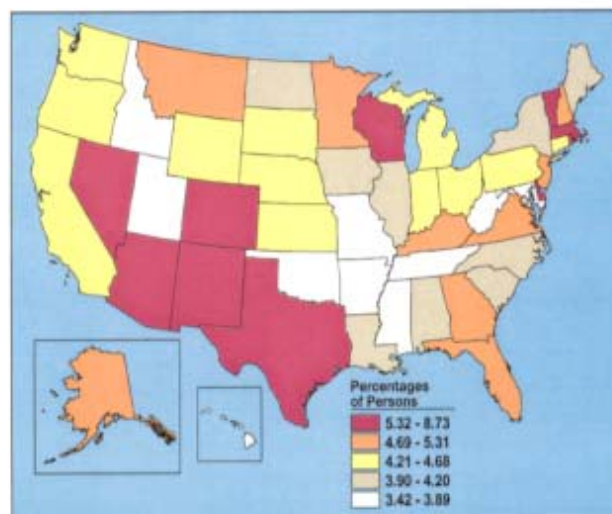 Percentages
of Persons
5.32 - 8.73
4.69 - 5.31
4.21 - 4.68
3.90 - 4.20
3.42 - 3.89